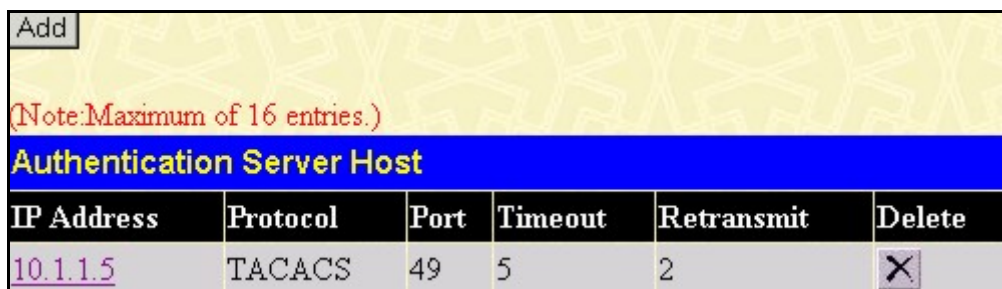 Add
(Note:Maximum of 16 entries.)
Authentication Server Host
IP Address Protocol Port Timeout Retransmit Delete
10.1.1.5 TACACS 49 5 2